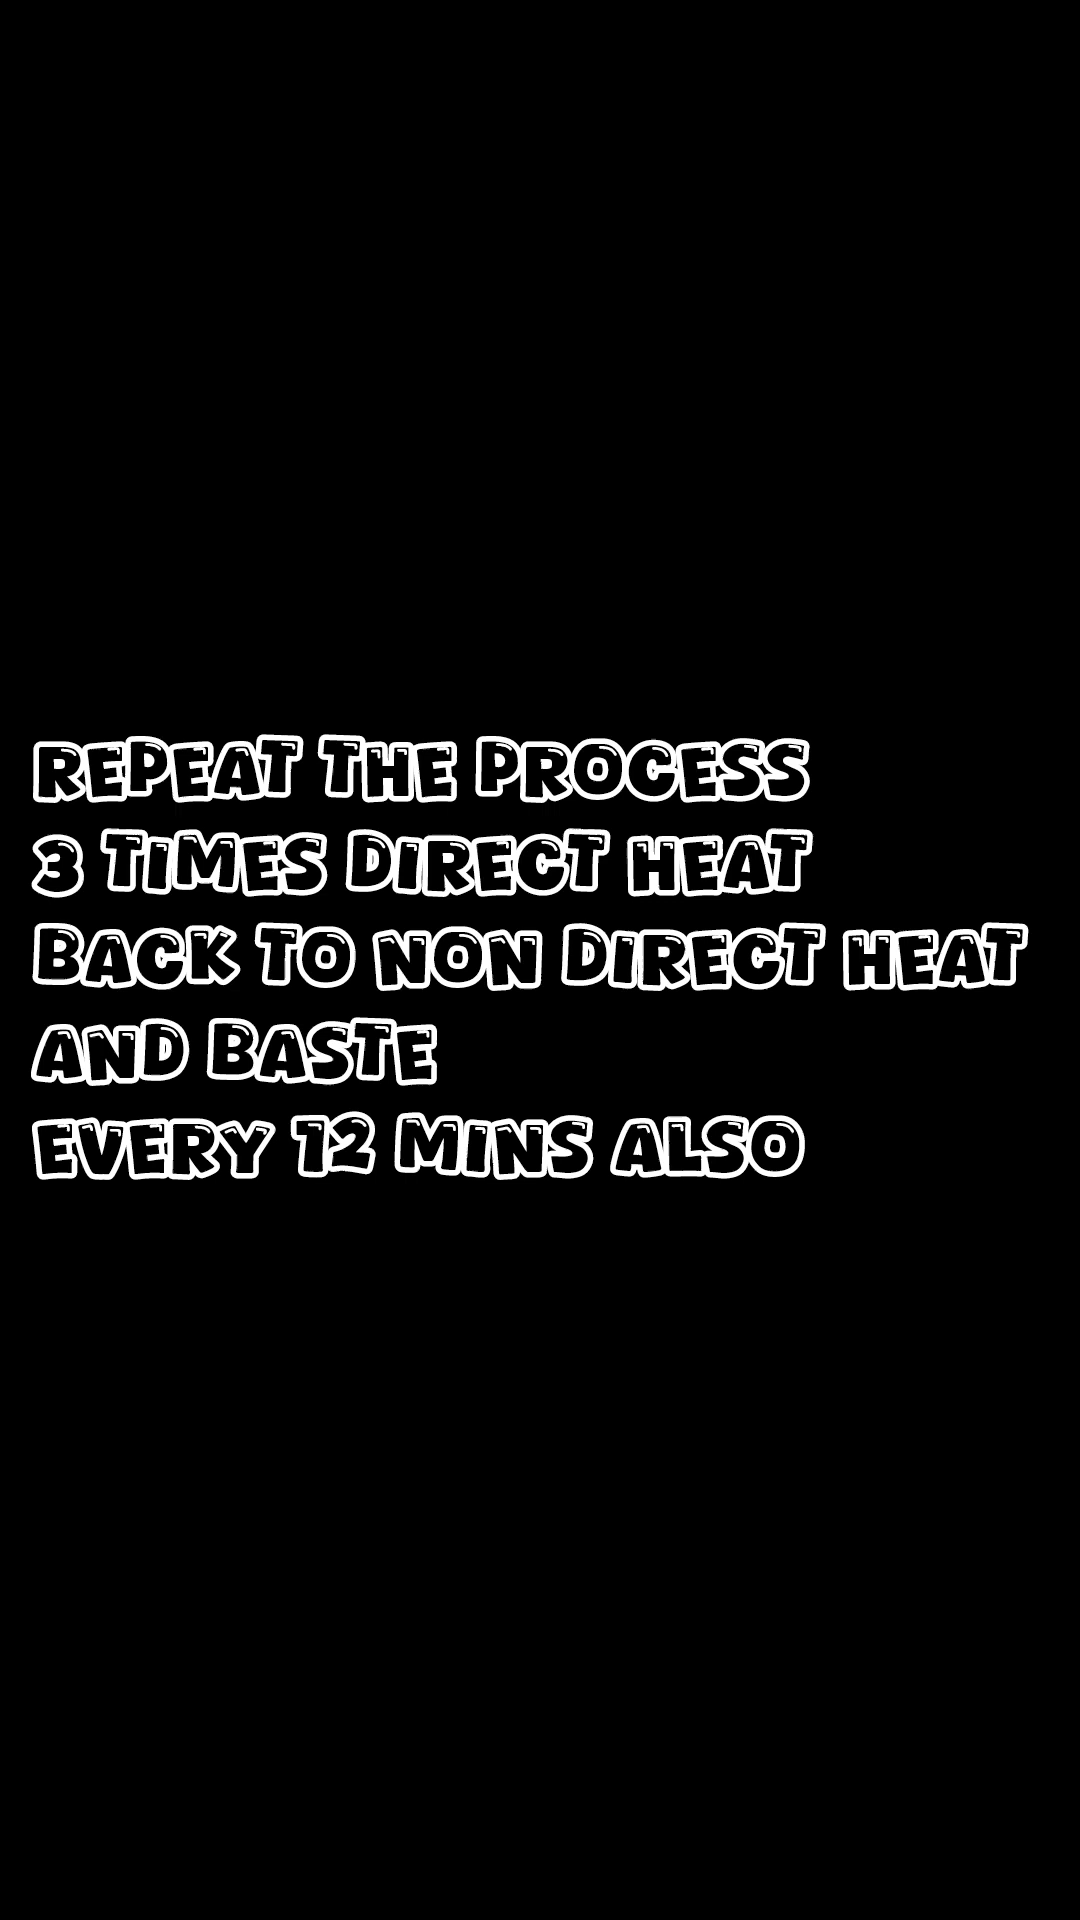 REPEAT THE PROCESS
3 TIMES DIRECT HEAT
BACK TO NON DIRECT HEAT
AND BASTE
EVERY 12 MINS ALSO